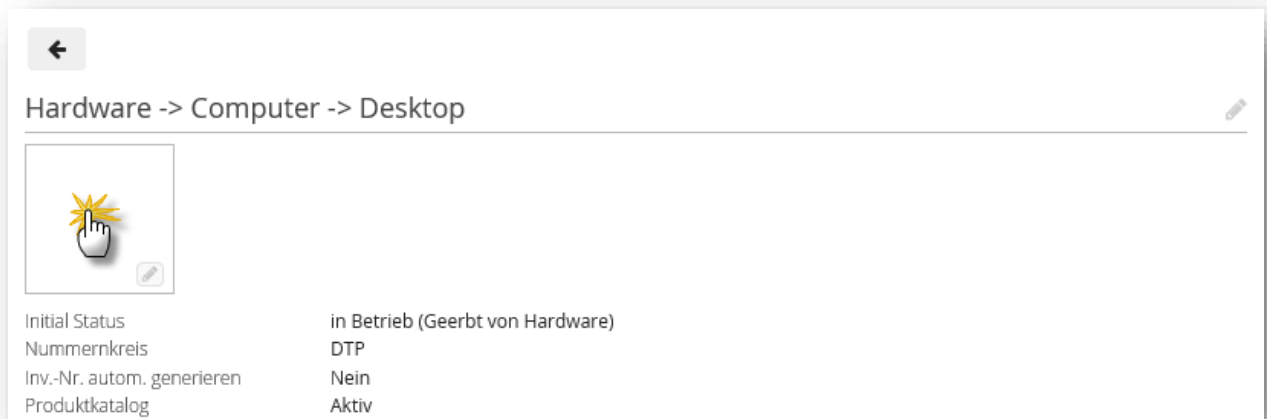 Hardware -> Computer -> Desktop
Initial Status in Betrieb (Geerbt von Hardware)
Nummernkreis DTP
Inv.-Nr. autom. generieren Nein
Produktkatalog Aktiv